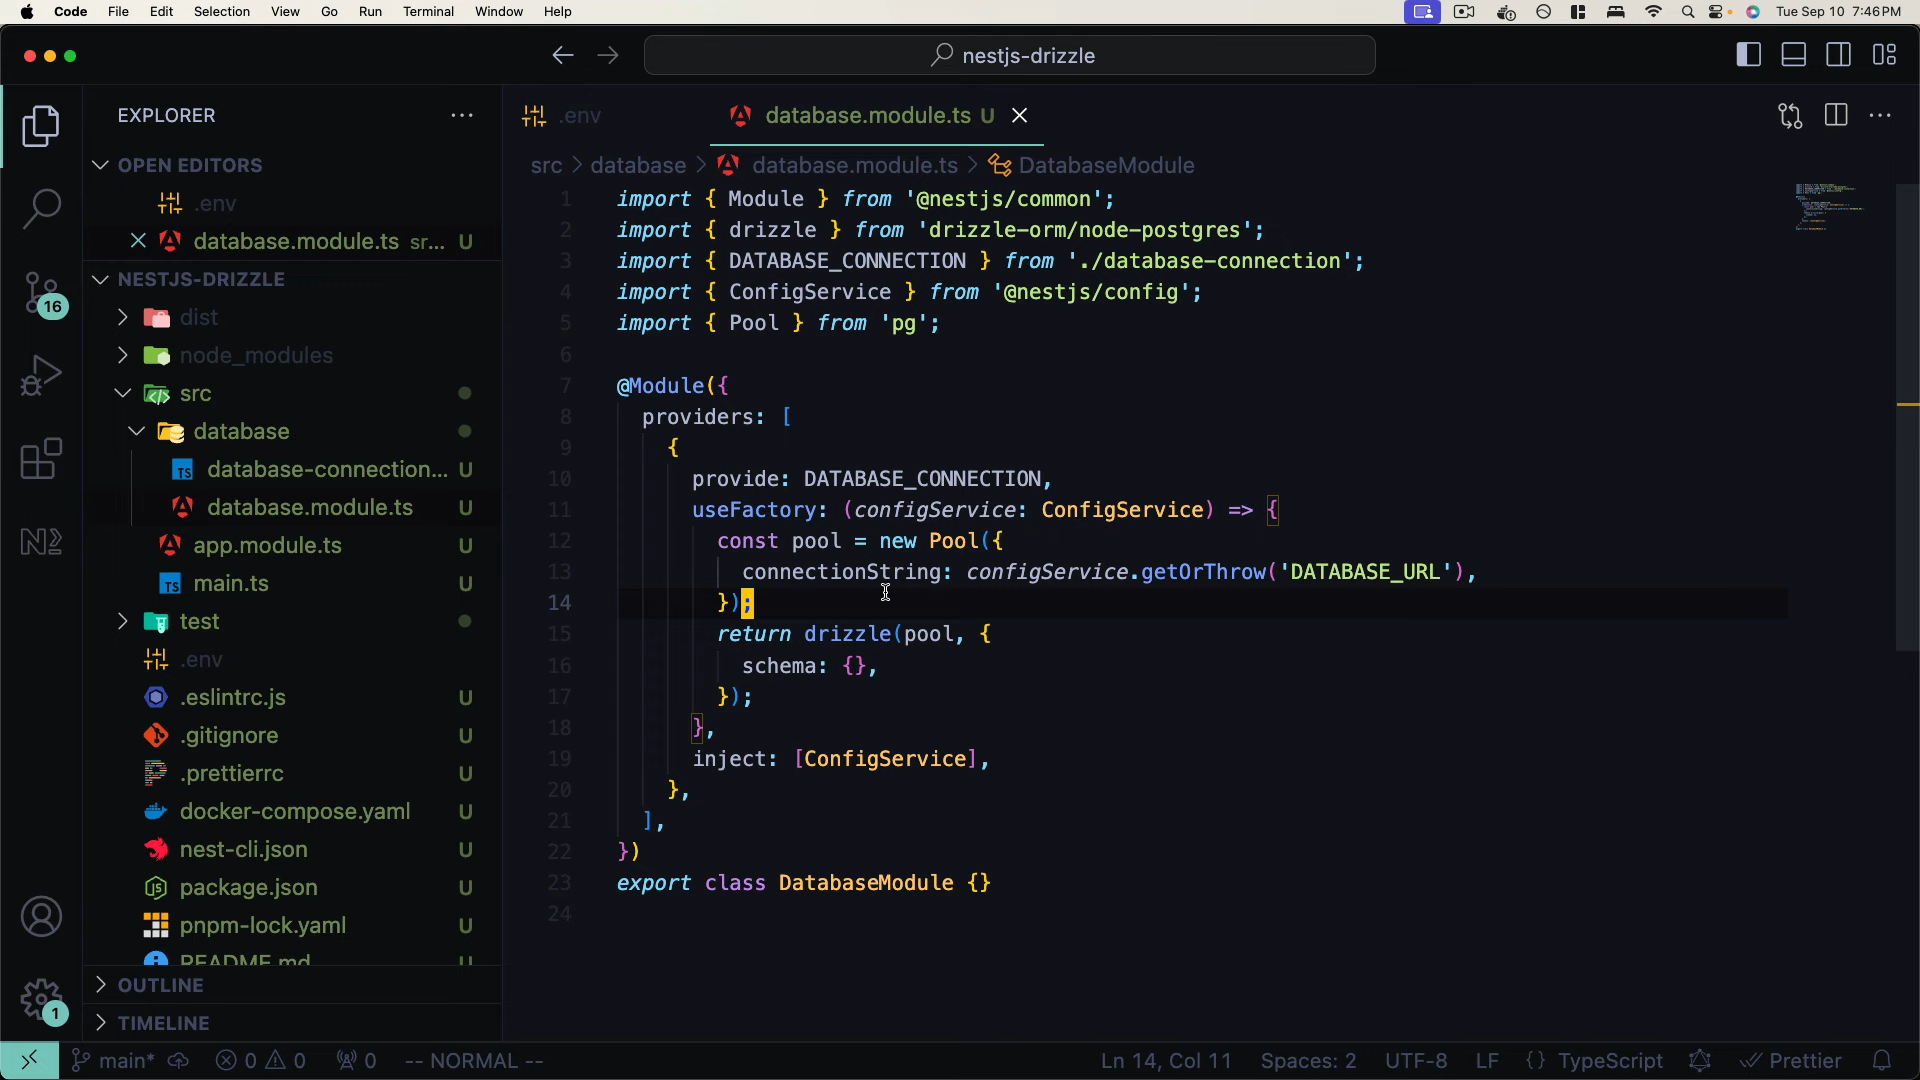 Code File Edit Selection View Go Run Terminal Window Help Tue Sep 10 7:46 PM
nestjs-drizzle
EXPLORER
.env
database.module.ts U
OPEN EDITORS
.env
database.module.ts sr... U
NESTJS-DRIZZLE
dist
node_modules
src
database
database-connection... U
database.module.ts U
app.module.ts U
main.ts U
test
.env
.eslintrc.js U
.gitignore U
.prettierrc U
docker-compose.yaml U
nest-cli.json U
package.json U
pnpm-lock.yaml U
README.md U
OUTLINE
TIMELINE
16
1
src > database > database.module.ts > DatabaseModule
1 import { Module } from '@nestjs/common';
2 import { drizzle } from 'drizzle-orm/node-postgres';
3 import { DATABASE_CONNECTION } from './database-connection';
4 import { ConfigService } from '@nestjs/config';
5 import { Pool } from 'pg';
6
7 @Module({
8 providers: [
9 {
10 provide: DATABASE_CONNECTION,
11 useFactory: (configService: ConfigService) => {
12 const pool = new Pool({
13 connectionString: configService.getOrThrow('DATABASE_URL'),
14 });
15 return drizzle(pool, {
16 schema: {},
17 });
18 },
19 inject: [ConfigService],
20 },
21 ],
22 })
23 export class DatabaseModule {}
24
main* 0 0 0 -- NORMAL -- Ln 14, Col 11 Spaces: 2 UTF-8 LF {} TypeScript Prettier